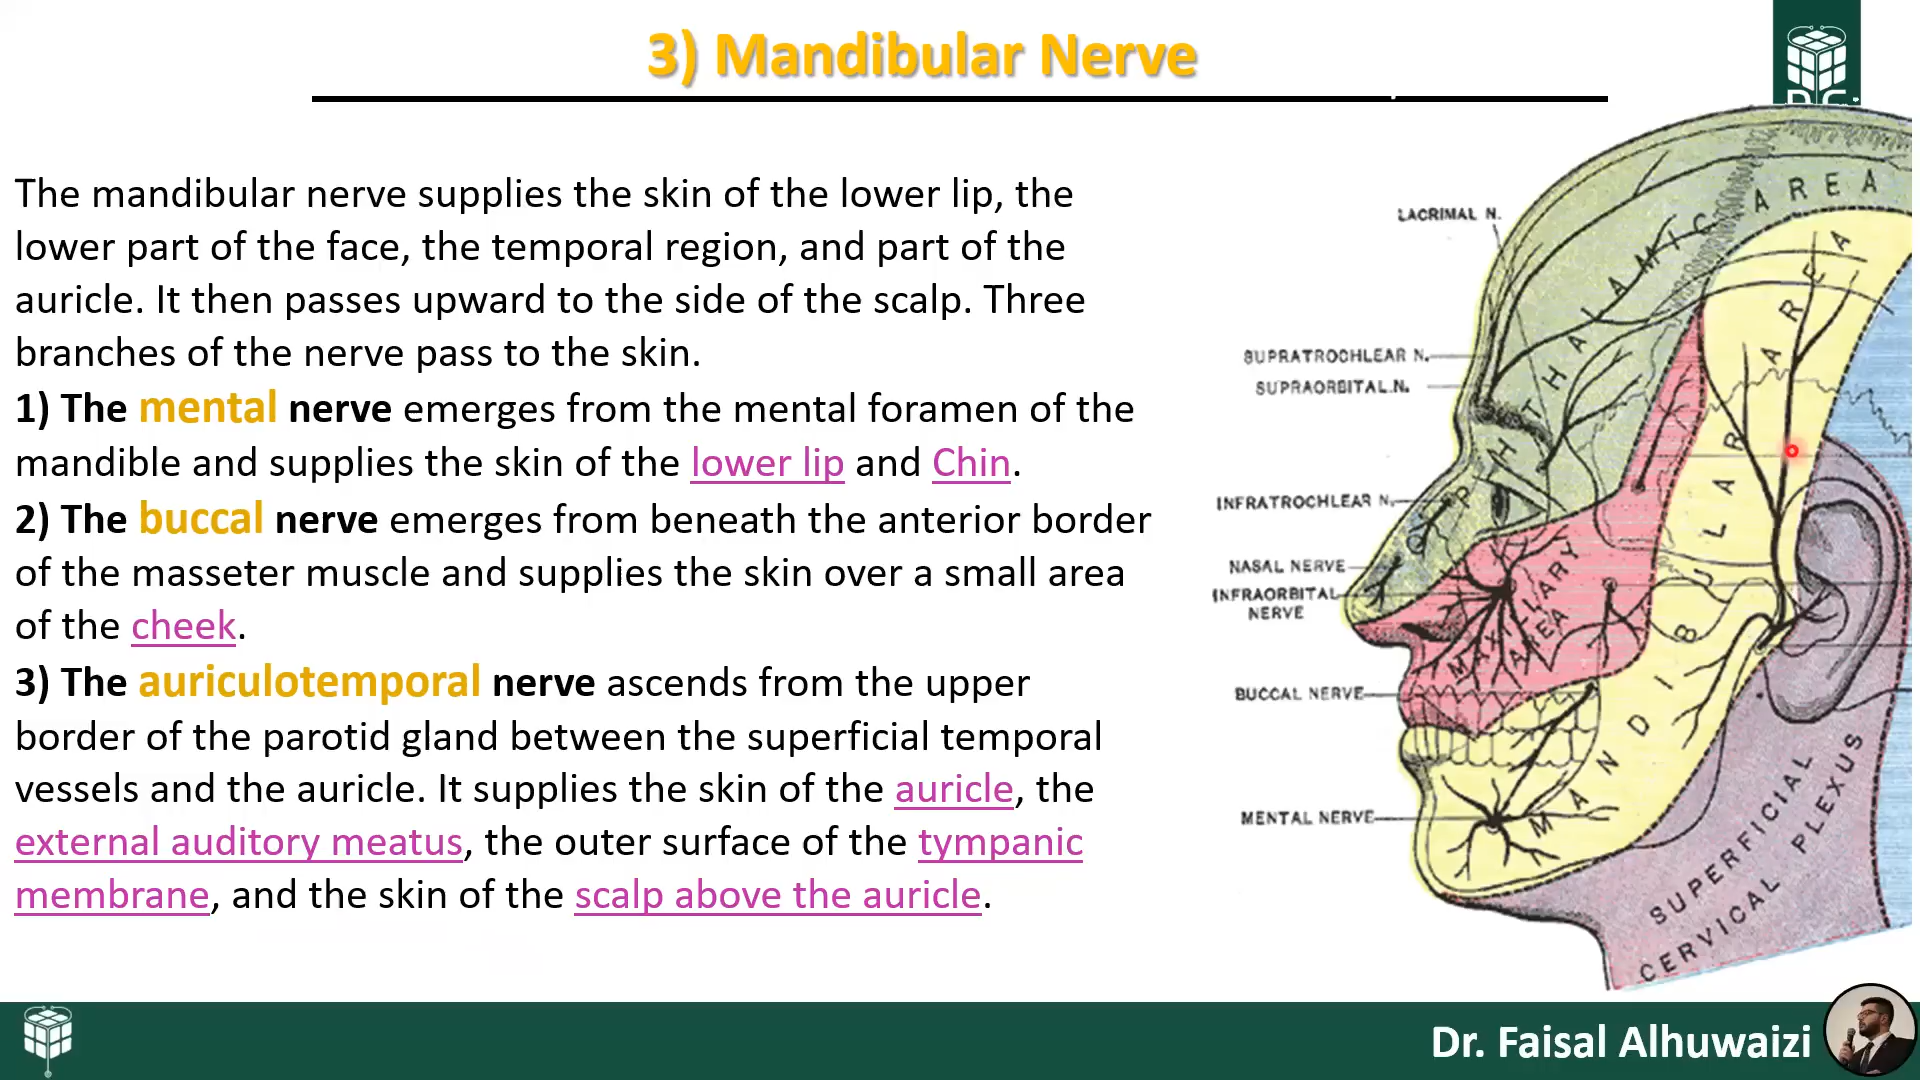 3) Mandibular Nerve
The mandibular nerve supplies the skin of the lower lip, the
lower part of the face, the temporal region, and part of the
auricle. It then passes upward to the side of the scalp. Three
branches of the nerve pass to the skin.
1) The mental nerve emerges from the mental foramen of the
mandible and supplies the skin of the lower lip and Chin.
2) The buccal nerve emerges from beneath the anterior border
of the masseter muscle and supplies the skin over a small area
of the cheek.
3) The auriculotemporal nerve ascends from the upper
border of the parotid gland between the superficial temporal
vessels and the auricle. It supplies the skin of the auricle, the
external auditory meatus, the outer surface of the tympanic
membrane, and the skin of the scalp above the auricle.
LACRIMAL N.
SUPRATROCHLEAR N.
SUPRAORBITAL N.
INFRATROCHLEAR N.
NASAL NERVE
INFRAORBITAL
NERVE
BUCCAL NERVE
MENTAL NERVE
OPHTHALAMIC AREA
MAXILLARY
AREA
MANDIBULAR AREA
SUPERFICIAL
CERVICAL PLEXUS
Dr. Faisal Alhuwaizi